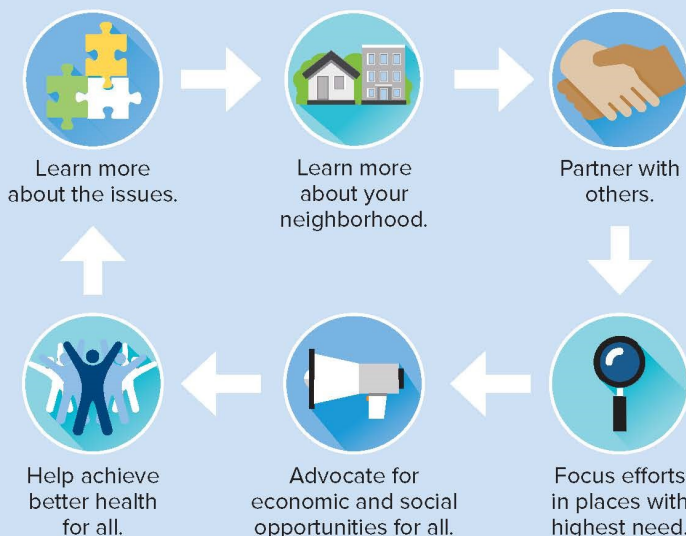 Learn more
about the issues.
Learn more
about your
neighborhood.
Partner with
others.
Help achieve
better health
for all.
Advocate for
economic and social
opportunities for all.
Focus efforts
in places with
highest need.